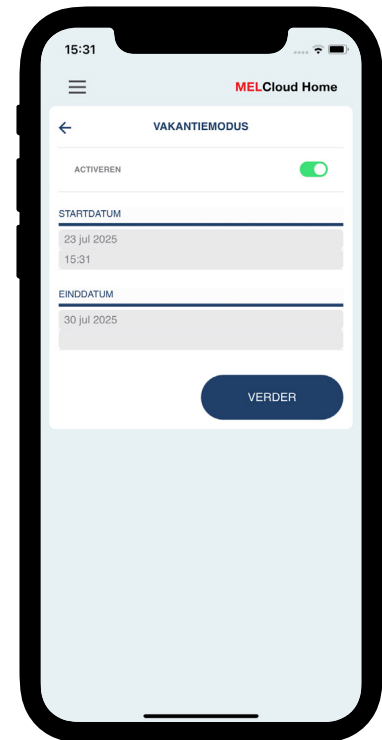 15:31
MELCloud Home
VAKANTIEMODUS
ACTIVEREN
STARTDATUM
23 jul 2025
15:31
EINDDATUM
30 jul 2025
VERDER